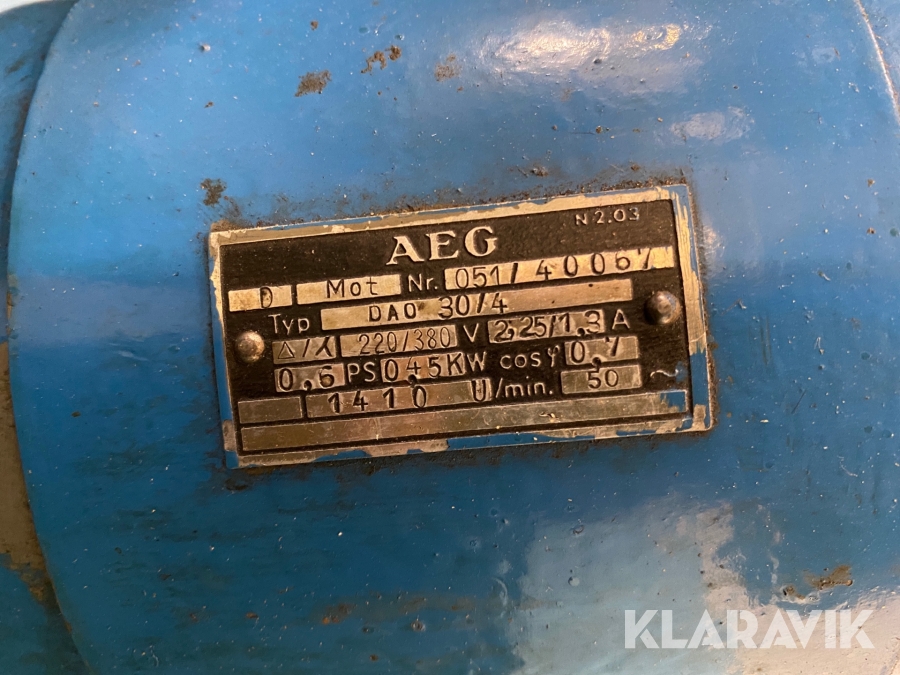 N 2.03
AEG
D Mot Nr. 051/40067
Typ DAO 30/4
△/⅄ 220/380 V 2,25/1,3 A
0,6 PS 0,45 KW cosφ 0,7
1410 U/min. 50 ~
KLARAVIK